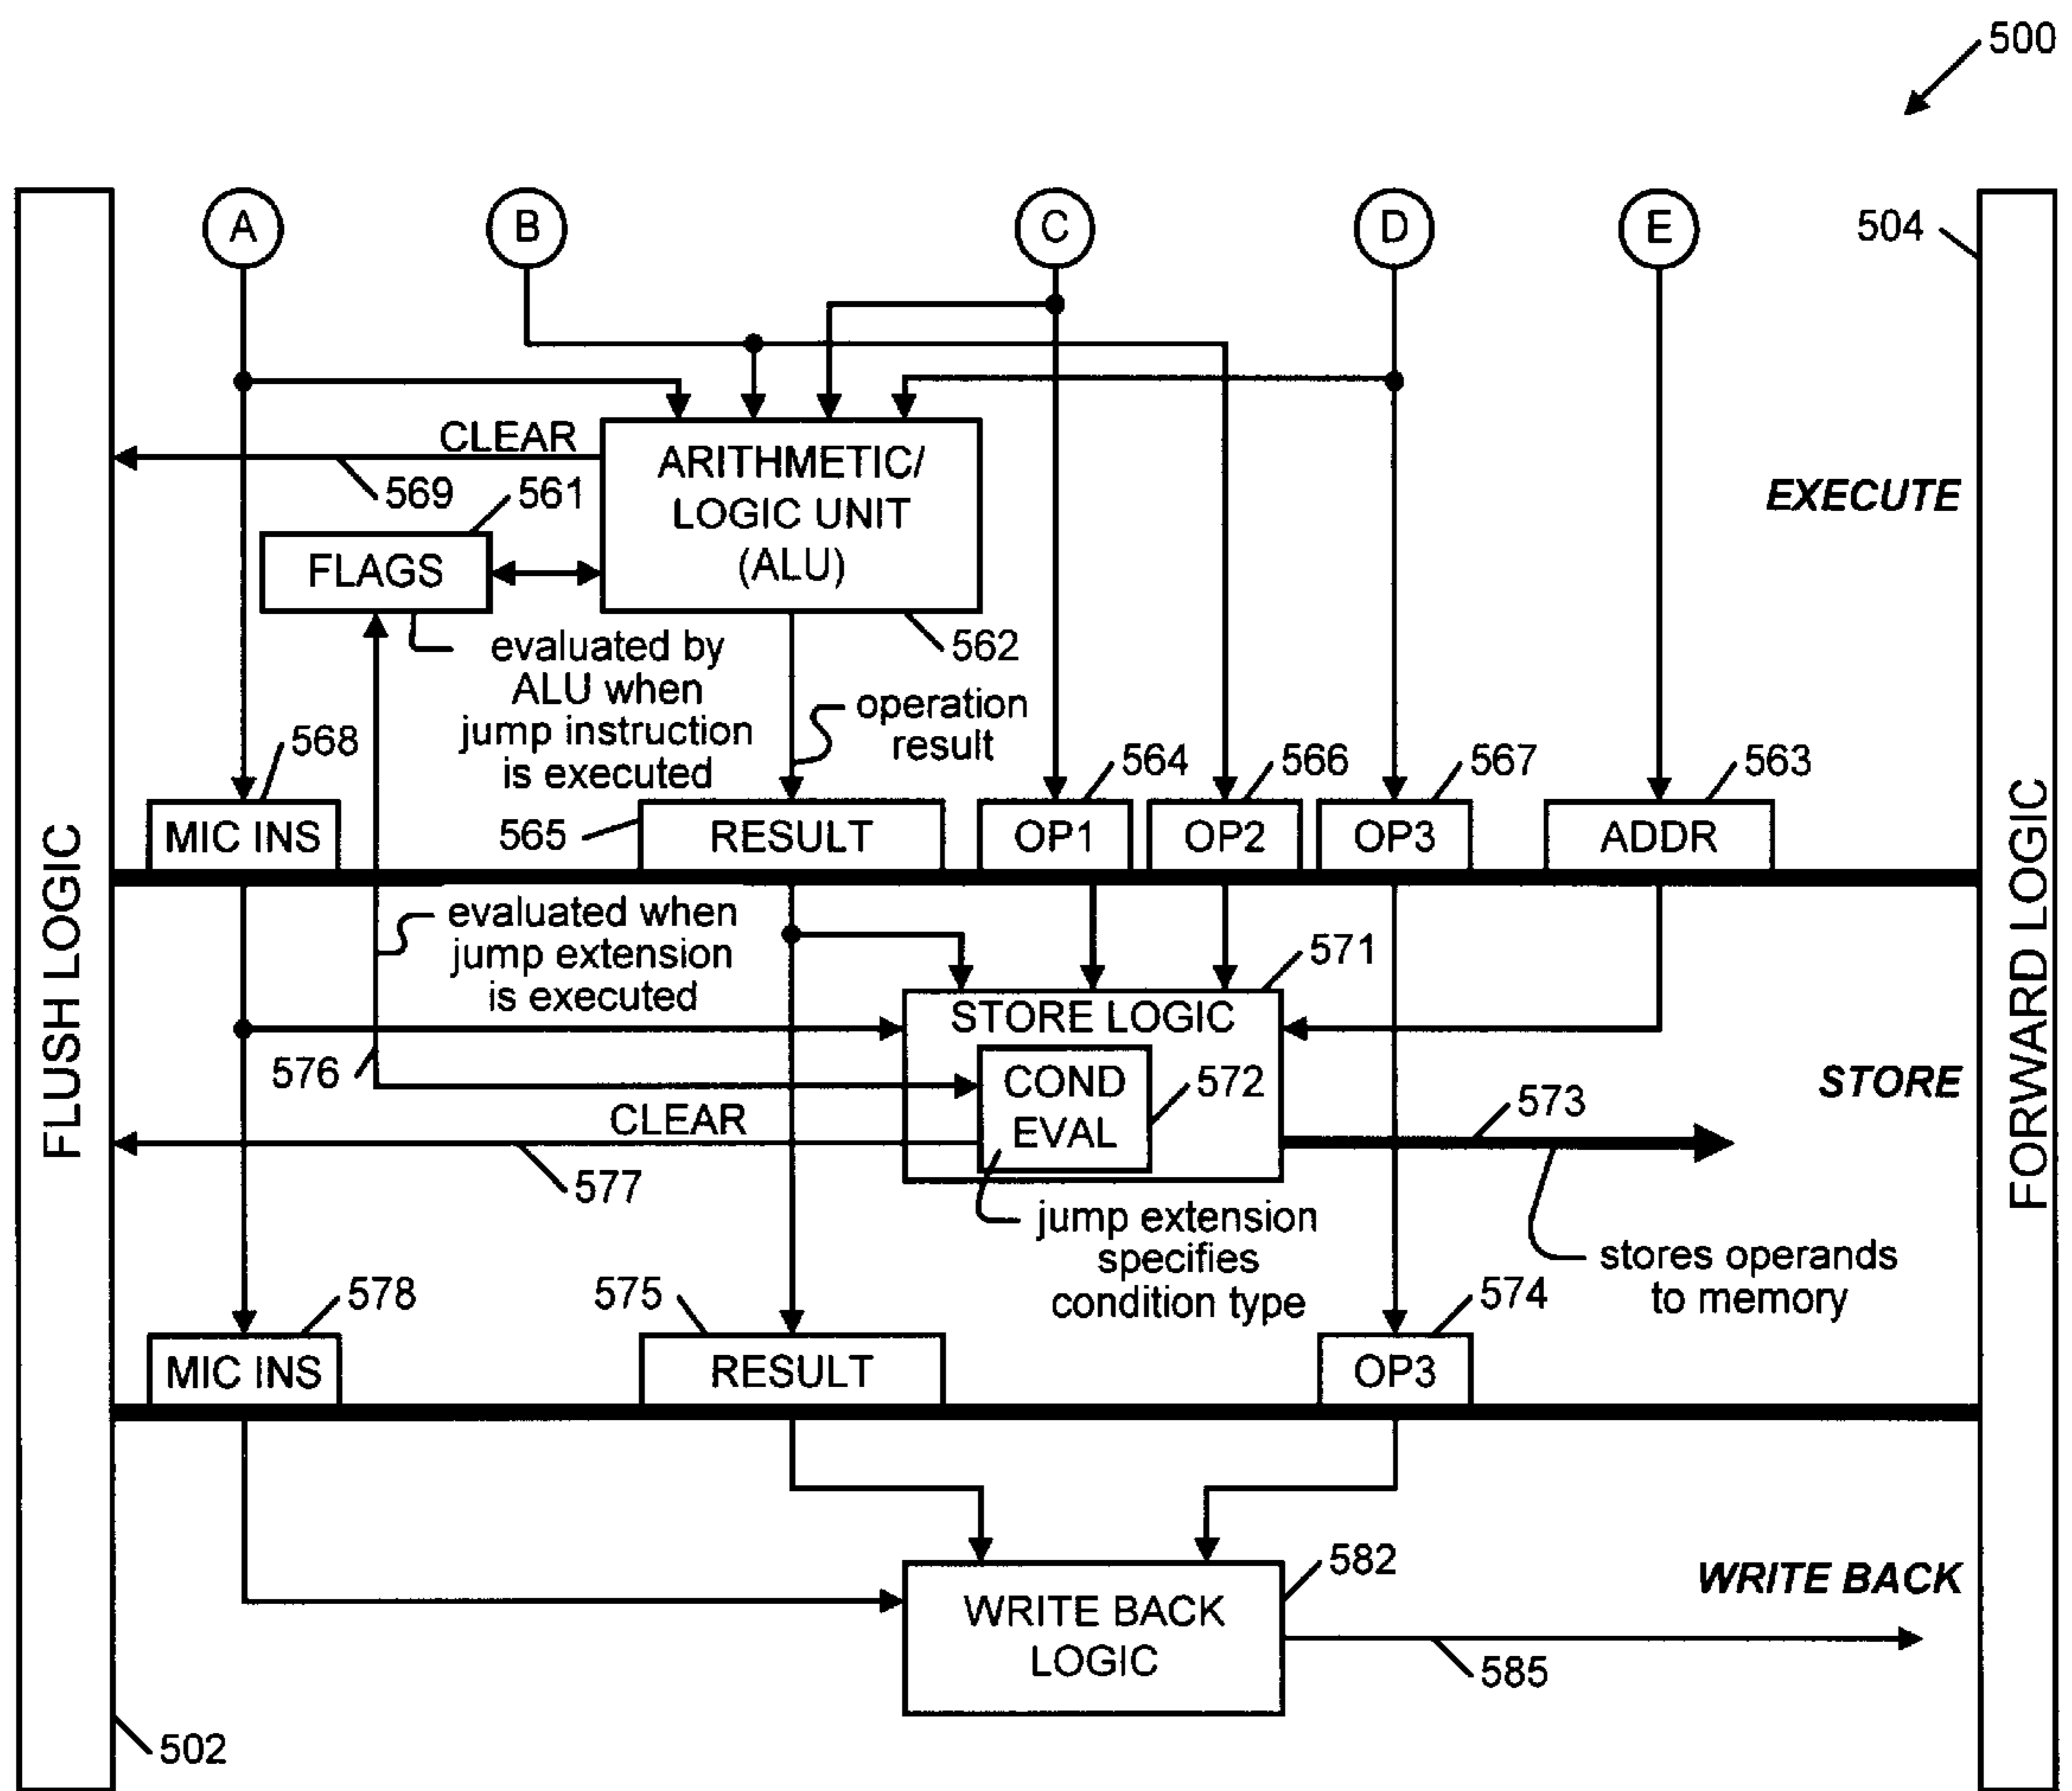 500
A
B
C
D
E
504
CLEAR
569
561
ARITHMETIC/
LOGIC UNIT
(ALU)
EXECUTE
FLAGS
562
evaluated by
ALU when
jump instruction
is executed
operation
result
568
565
564
566
567
563
MIC INS
RESULT
OP1
OP2
OP3
ADDR
FLUSH LOGIC
FORWARD LOGIC
evaluated when
jump extension
is executed
571
STORE LOGIC
576
COND
EVAL
572
STORE
573
CLEAR
577
jump extension
specifies
condition type
stores operands
to memory
578
575
574
MIC INS
RESULT
OP3
582
WRITE BACK
WRITE BACK
LOGIC
585
502